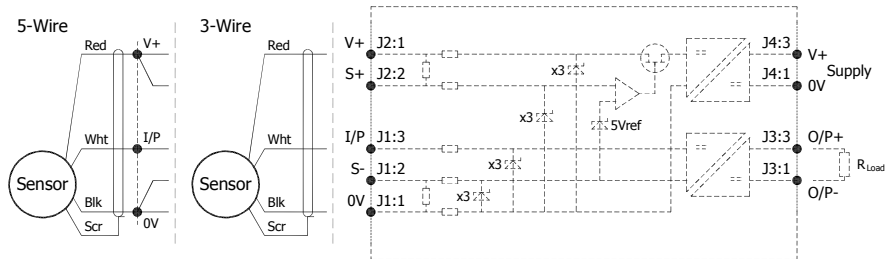 5-Wire
3-Wire
Red
V+
Wht
I/P
Sensor
Blk
0V
Scr
Red
Wht
Sensor
Blk
Scr
V+
J2:1
S+
J2:2
I/P
J1:3
S-
J1:2
0V
J1:1
x3
x3
x3
x3
5Vref
J4:3
V+
Supply
J4:1
0V
J3:3
O/P+
J3:1
O/P-
RLoad